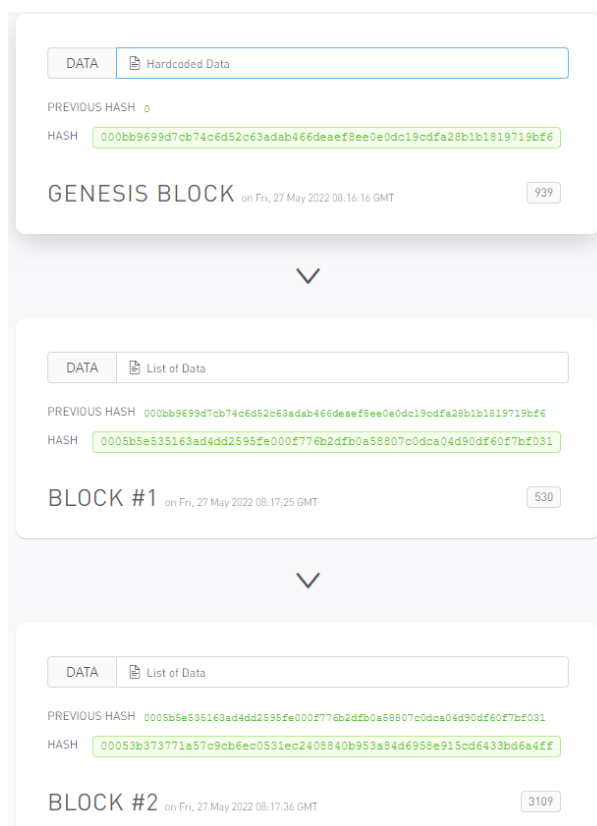 DATA Hardcoded Data
PREVIOUS HASH 0
HASH 000bb9699d7cb74c6d52c63adab466deaef8ee0e0dc19cdfa28b1b1819719bf6
GENESIS BLOCK on Fri, 27 May 2022 08:16:16 GMT 939
DATA List of Data
PREVIOUS HASH 000bb9699d7cb74c6d52c63adab466deaef8ee0e0dc19cdfa28b1b1819719bf6
HASH 0005b5e535163ad4dd2595fe000f776b2dfb0a58807c0dca04d90df60f7bf031
BLOCK #1 on Fri, 27 May 2022 08:17:25 GMT 530
DATA List of Data
PREVIOUS HASH 0005b5e535163ad4dd2595fe000f776b2dfb0a58807c0dca04d90df60f7bf031
HASH 00053b373771a57c9cb6ec0531ec2408840b953a84d6958e915cd6433bd6a4ff
BLOCK #2 on Fri, 27 May 2022 08:17:36 GMT 3109